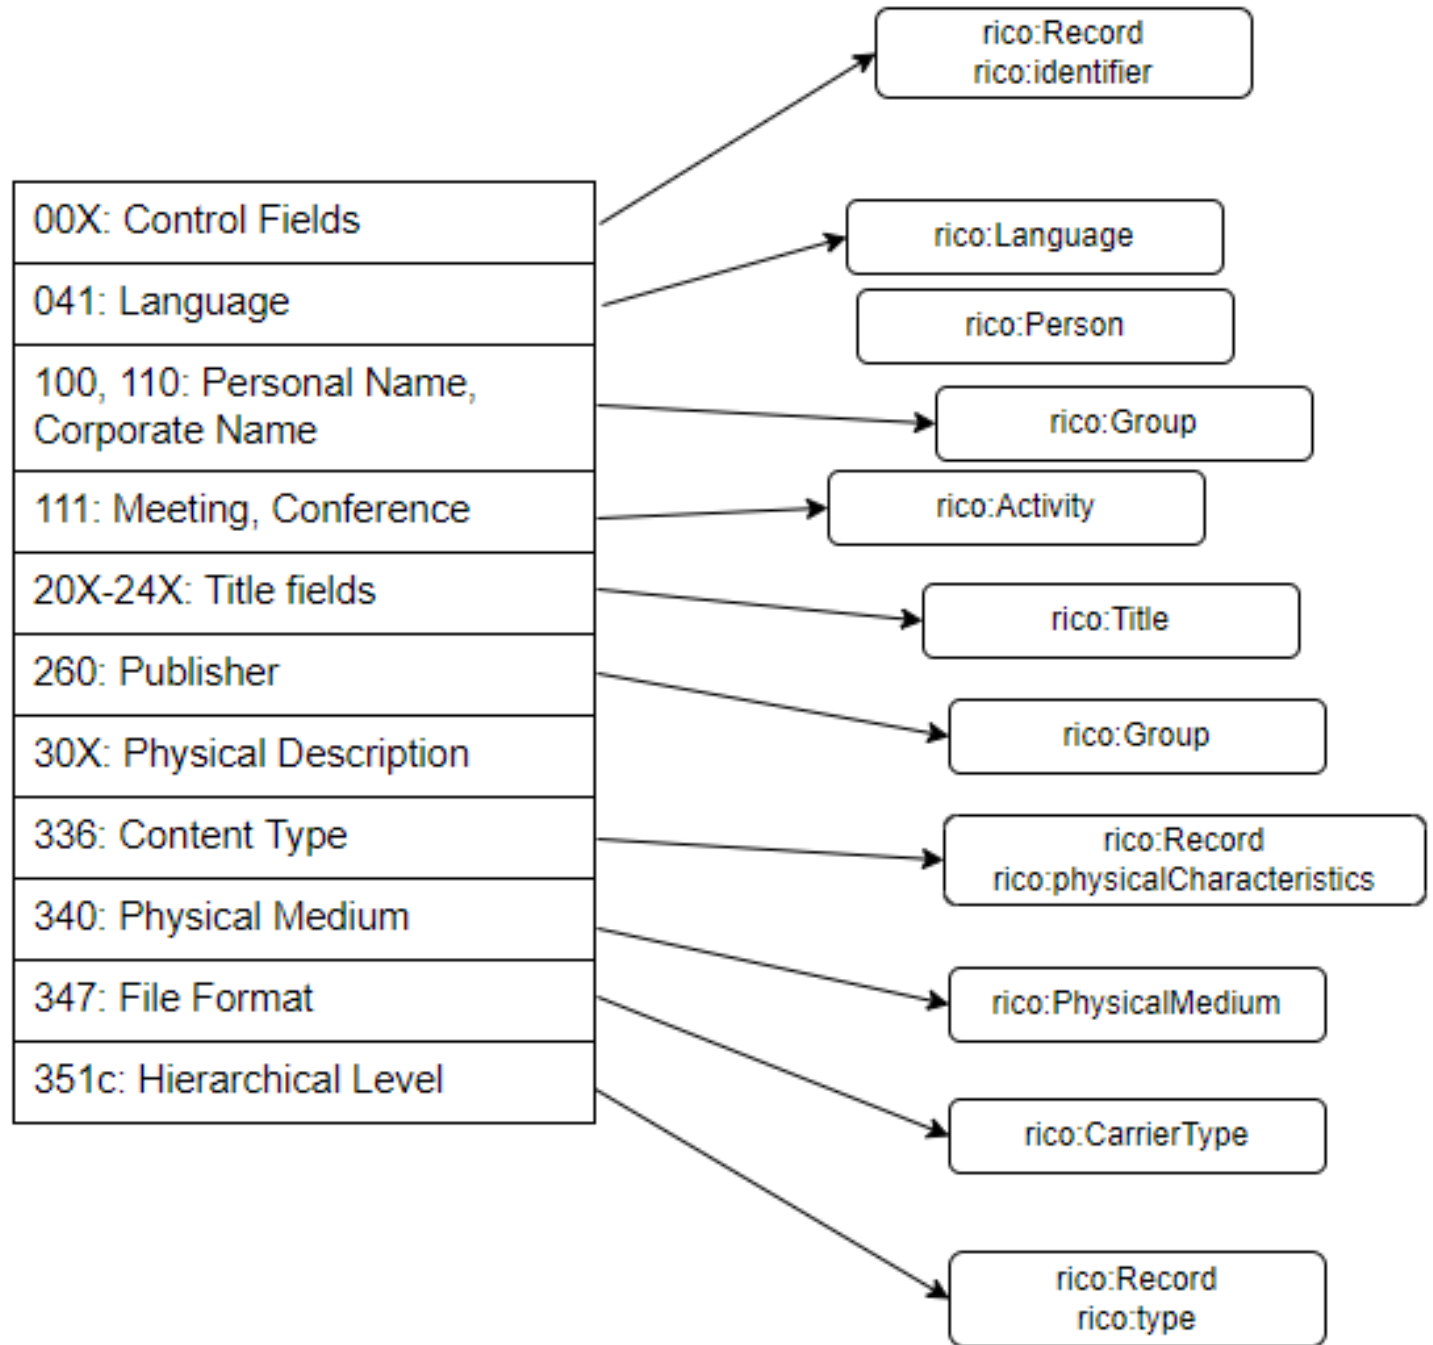 00X: Control Fields
041: Language
100, 110: Personal Name,
Corporate Name
111: Meeting, Conference
20X-24X: Title fields
260: Publisher
30X: Physical Description
336: Content Type
340: Physical Medium
347: File Format
351c: Hierarchical Level
rico:Record
rico:identifier
rico:Language
rico:Person
rico:Group
rico:Activity
rico:Title
rico:Group
rico:Record
rico:physicalCharacteristics
rico:PhysicalMedium
rico:CarrierType
rico:Record
rico:type